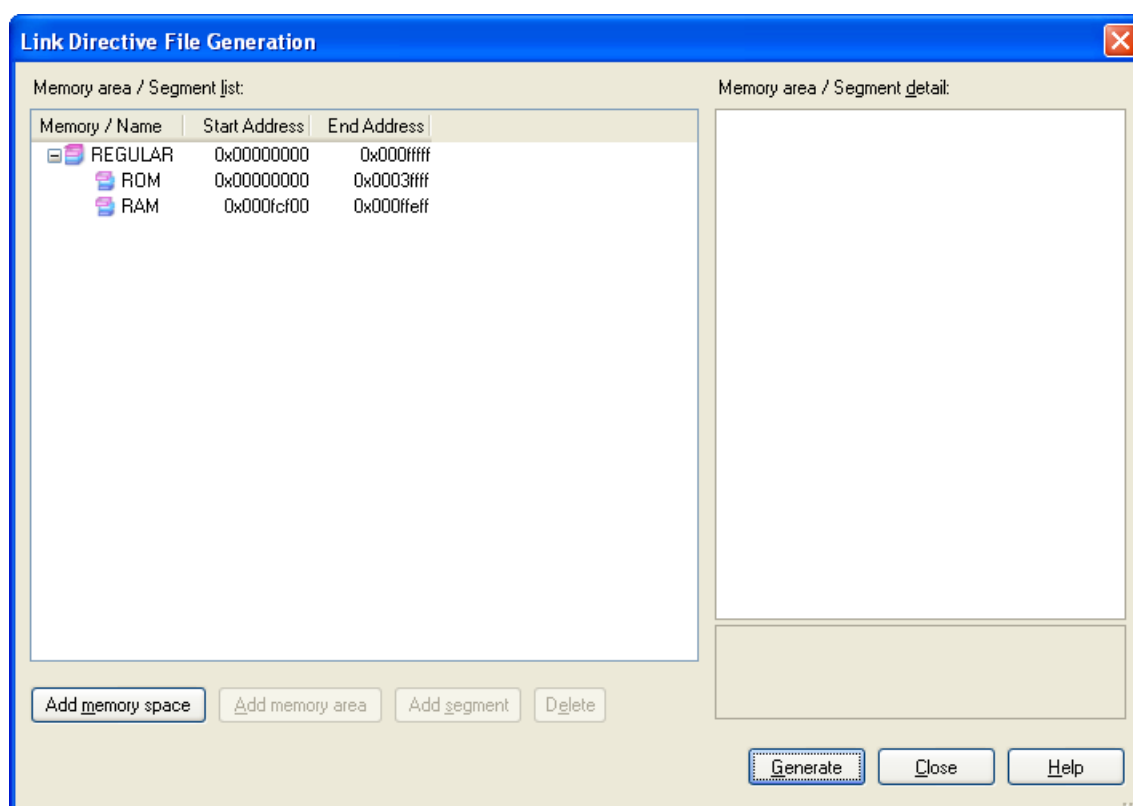 Link Directive File Generation
Memory area / Segment list:
Memory area / Segment detail:
Memory / Name Start Address End Address
REGULAR 0x00000000 0x000fffff
ROM 0x00000000 0x0003ffff
RAM 0x000fcf00 0x000ffeff
Add memory space Add memory area Add segment Delete
Generate Close Help